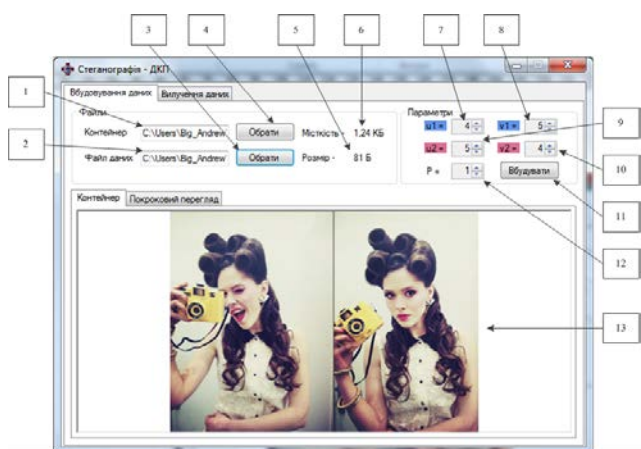 3 4 5 6 7 8
Стеганографія - ДКП
1
Вбудовування даних Вилучення даних
Файли
Параметри
Контейнер C:\Users\Big_Andrew Обрати Місткість - 1,24 КБ
u1 = 4 v1 = 5
9
2
Файл даних C:\Users\Big_Andrew Обрати Розмір - 81 Б
u2 = 5 v2 = 4
10
P = 1 Вбудувати
11
Контейнер Покроковий перегляд
12
13